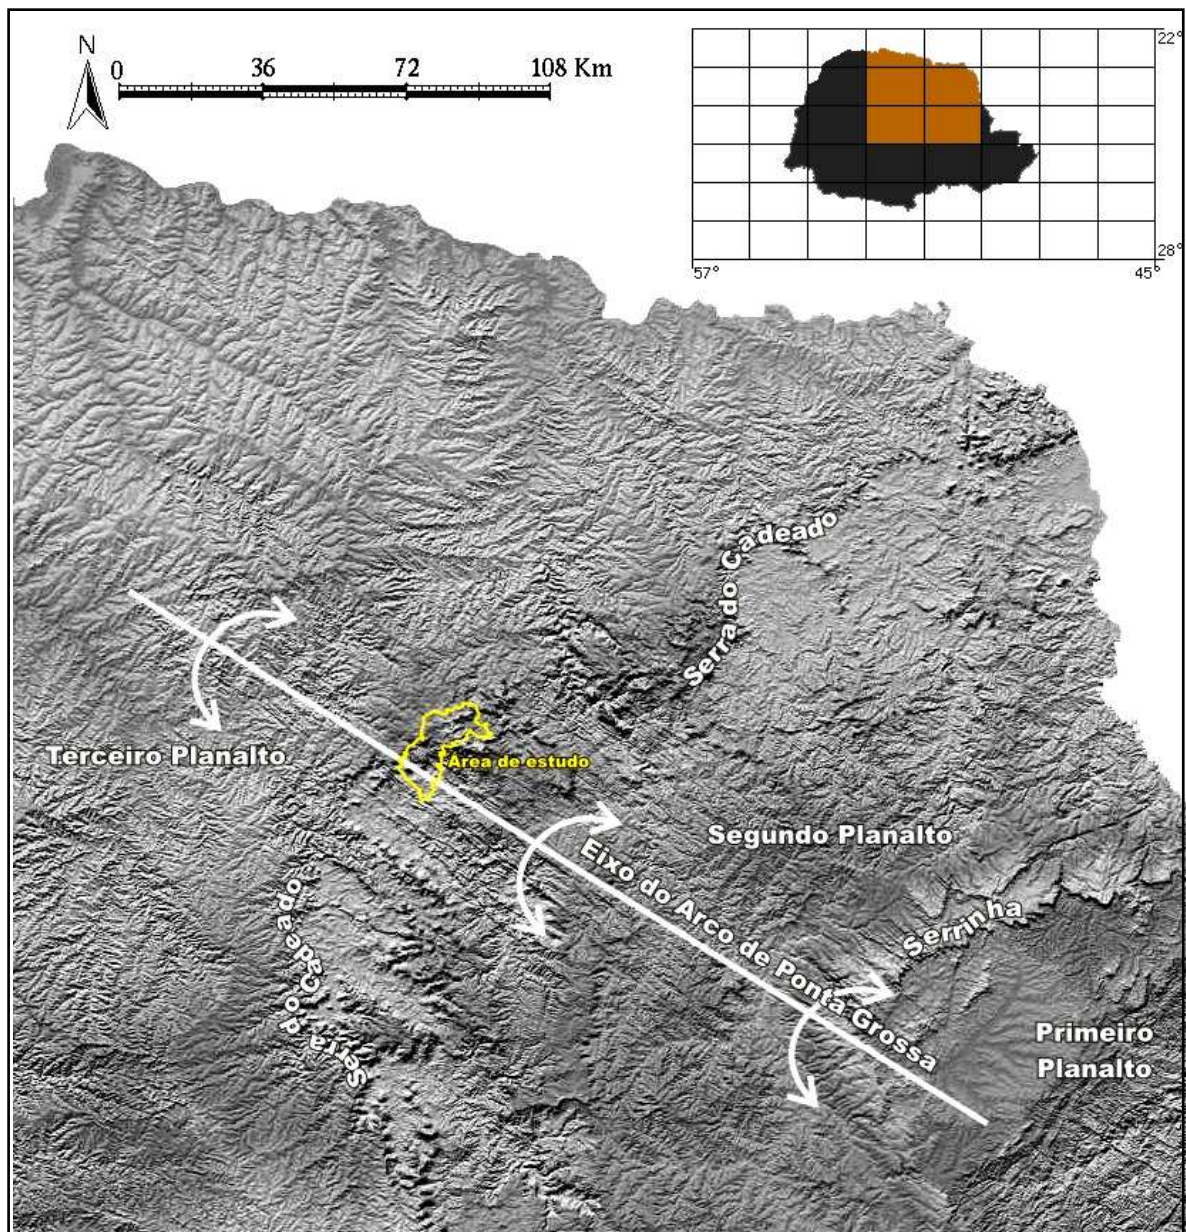 N
0 36 72 108 Km
22°
28°
57° 45°
Serra do Cadeado
Terceiro Planalto
Área de estudo
Segundo Planalto
Eixo do Arco de Ponta Grossa
Serrinha
Serra do Cadeado
Primeiro
Planalto